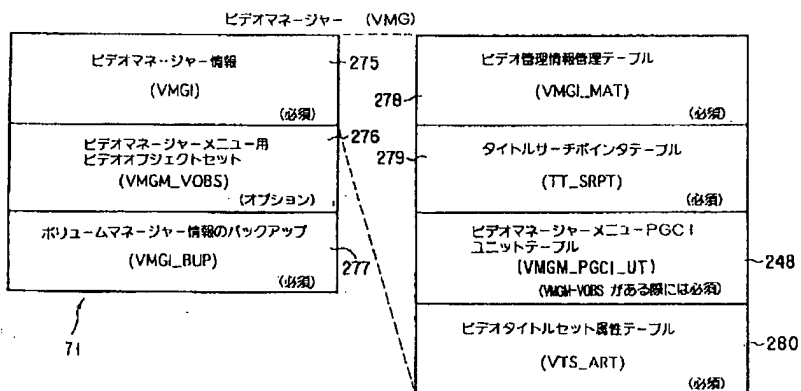 ビデオマネージャー (VMG)
ビデオマネージャー情報
(VMGI)
(必須)
275
ビデオマネージャーメニュー用
ビデオオブジェクトセット
(VMGM_VOBS)
(オプション)
276
ボリュームマネージャー情報のバックアップ
(VMGI_BUP)
(必須)
277
71
ビデオ管理情報管理テーブル
(VMGI_MAT)
(必須)
278
タイトルサーチポインタテーブル
(TT_SRPT)
(必須)
279
ビデオマネージャーメニューPGCI
ユニットテーブル
(VMGM_PGCI_UT)
(VMGM-VOBS がある際には必須)
248
ビデオタイトルセット属性テーブル
(VTS_ART)
(必須)
280